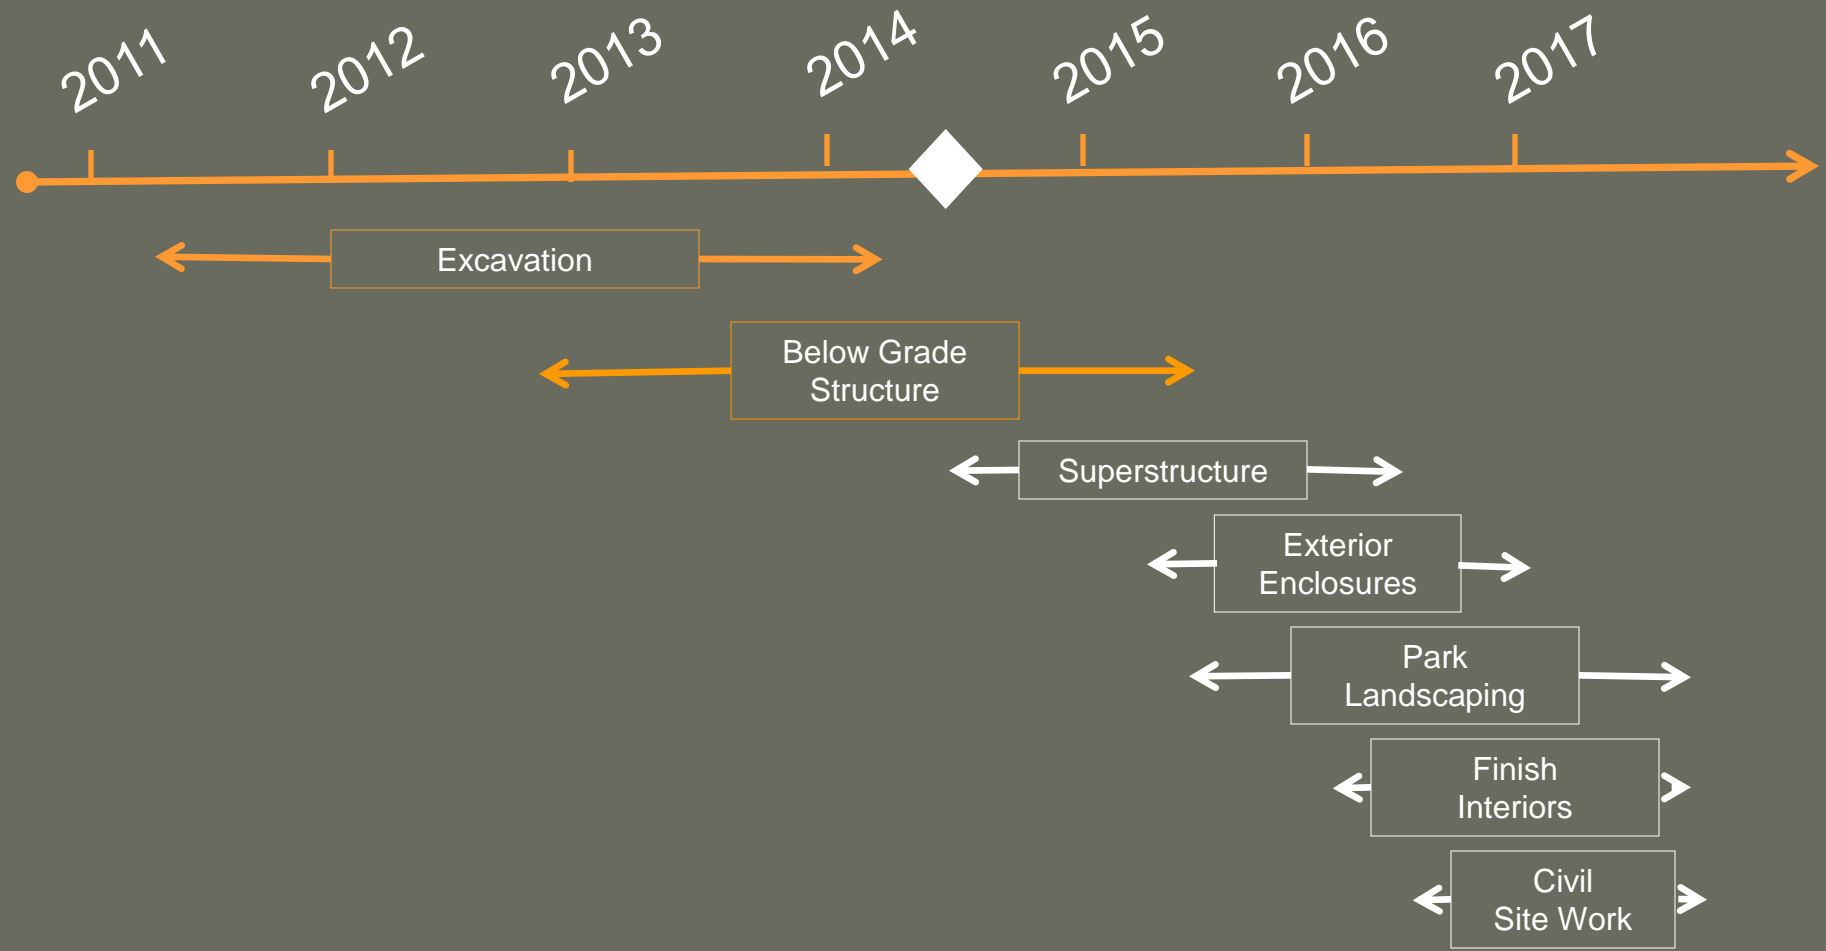 2011
2012
2013
2014
2015
2016
2017
Excavation
Below Grade
Structure
Superstructure
Exterior
Enclosures
Park
Landscaping
Finish
Interiors
Civil
Site Work